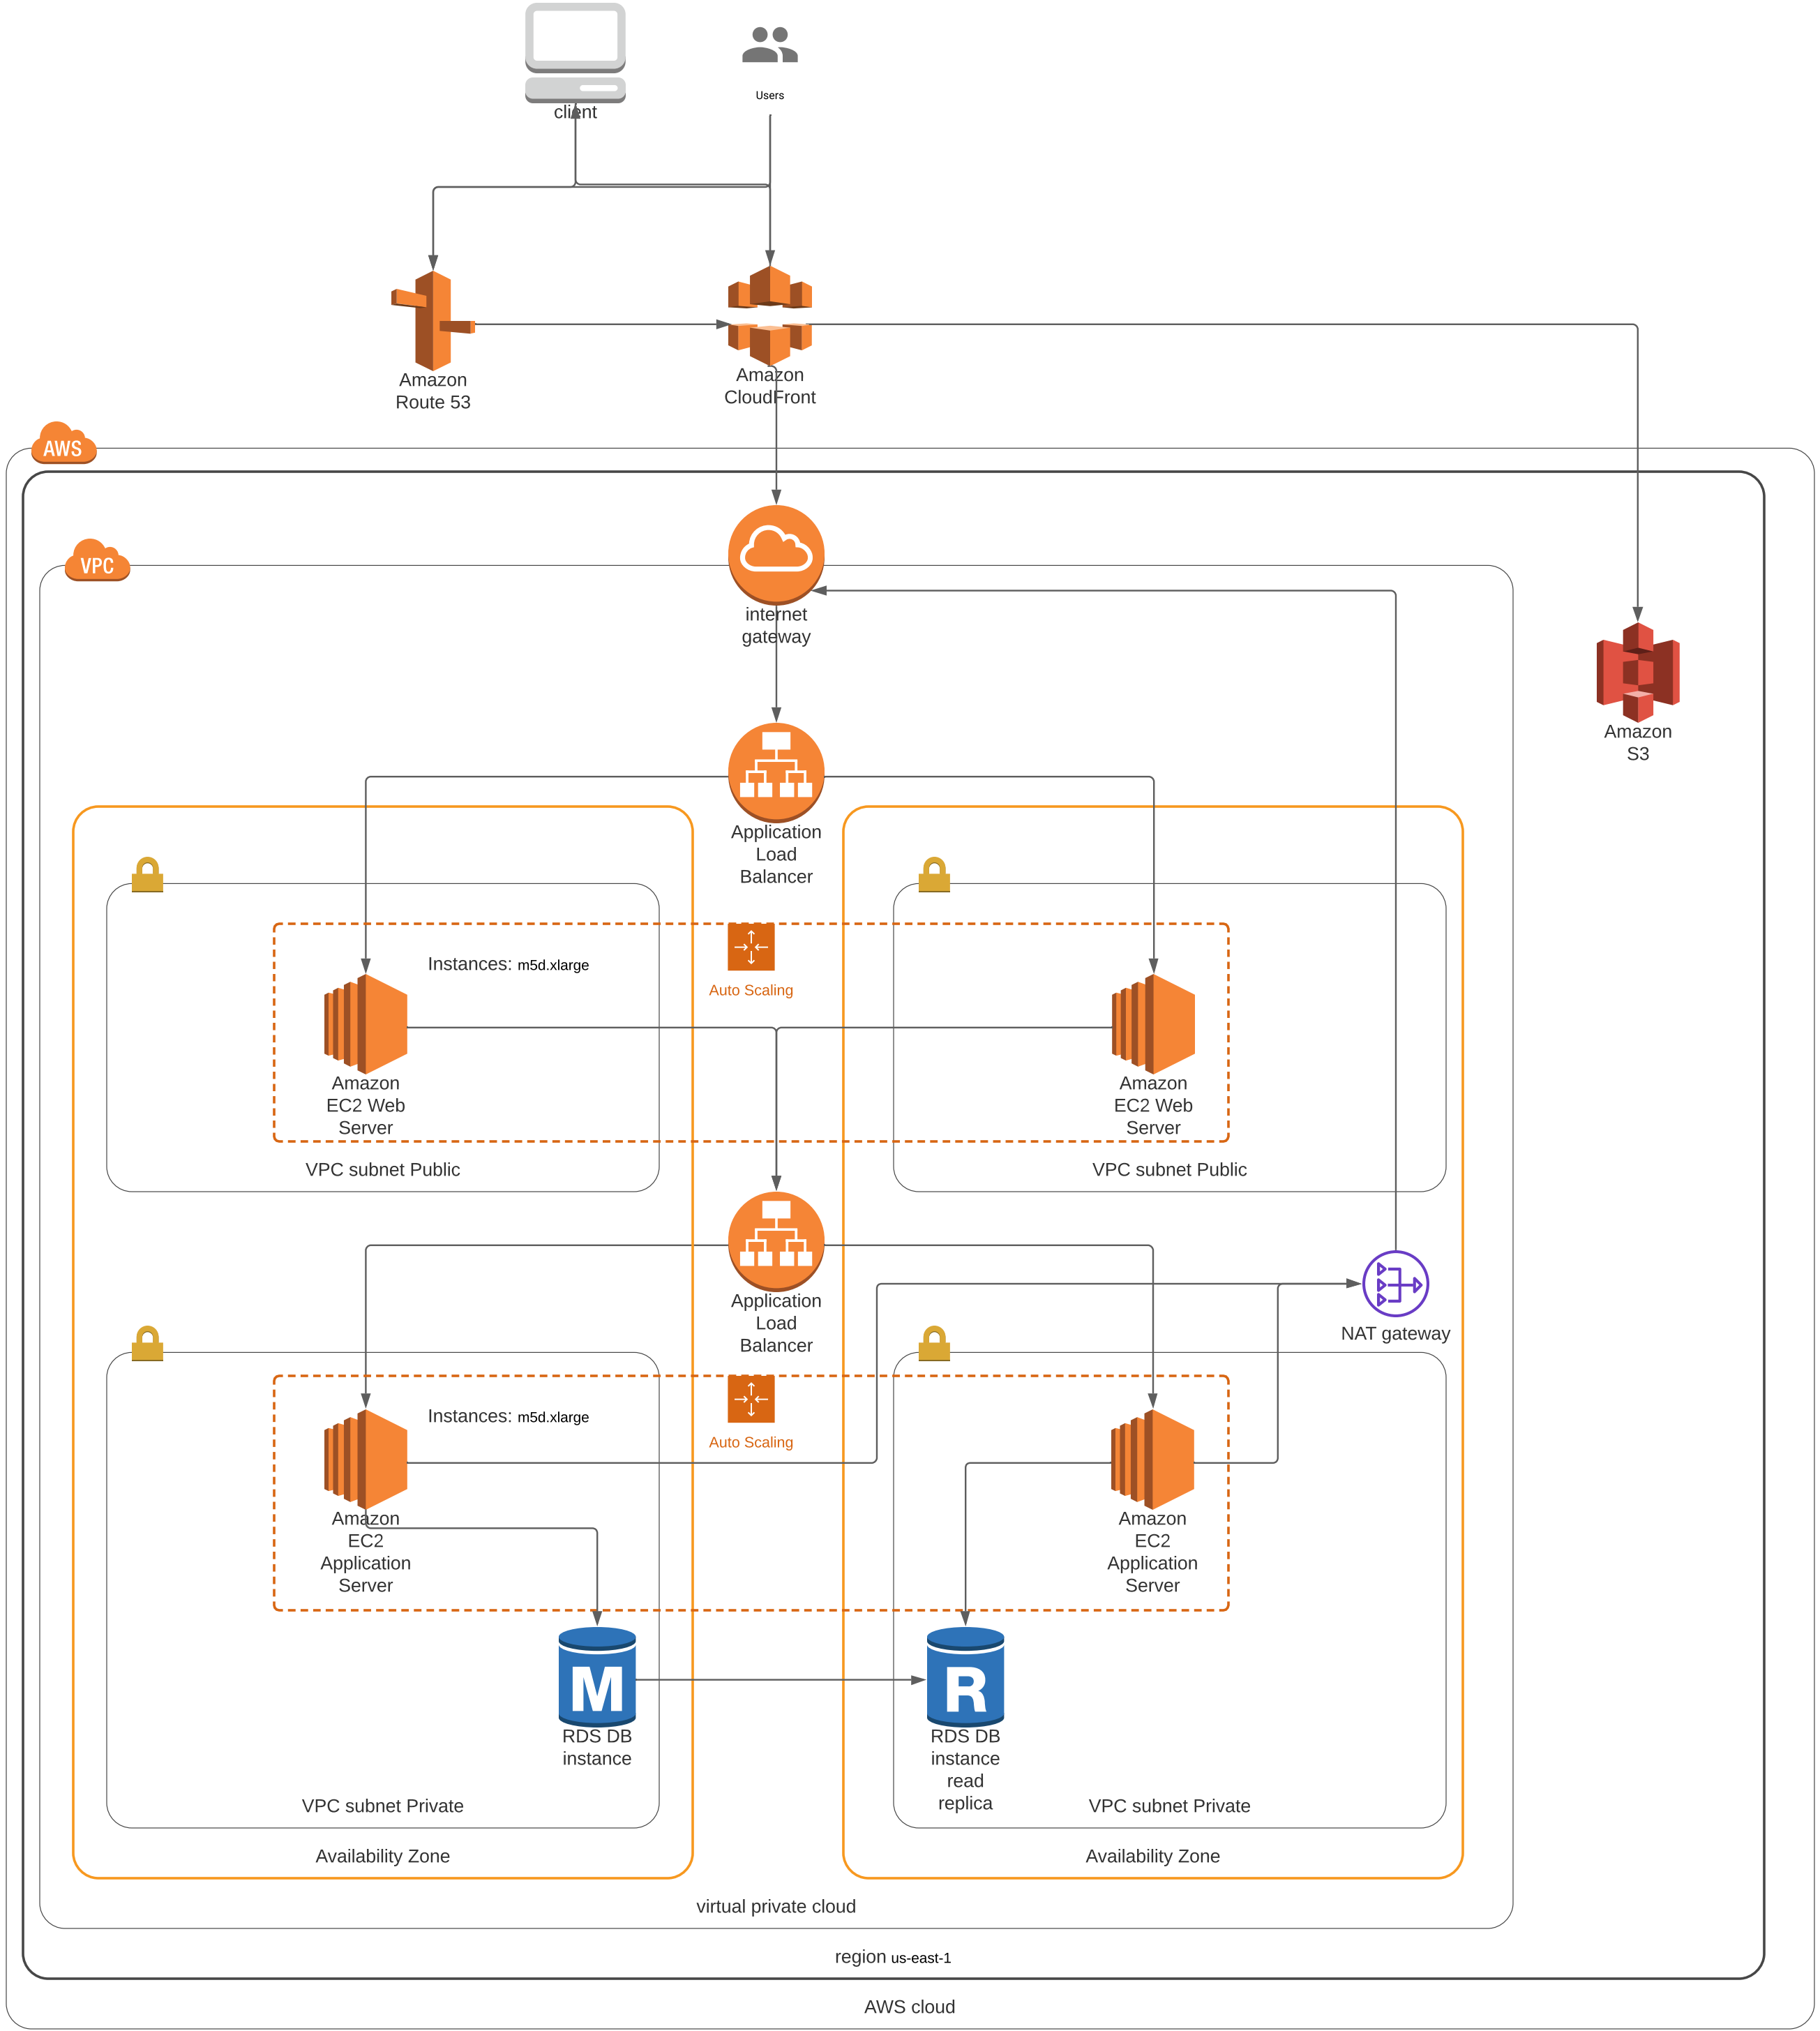 client
Users
Amazon
Route 53
Amazon
CloudFront
AWS
VPC
internet
gateway
Amazon
S3
Application
Load
Balancer
Instances: m5d.xlarge
Auto Scaling
Amazon
EC2 Web
Server
Amazon
EC2 Web
Server
VPC subnet Public
VPC subnet Public
Application
Load
Balancer
NAT gateway
Instances: m5d.xlarge
Auto Scaling
Amazon
EC2
Application
Server
Amazon
EC2
Application
Server
M
RDS DB
instance
R
RDS DB
instance
read
replica
VPC subnet Private
VPC subnet Private
Availability Zone
Availability Zone
virtual private cloud
region us-east-1
AWS cloud